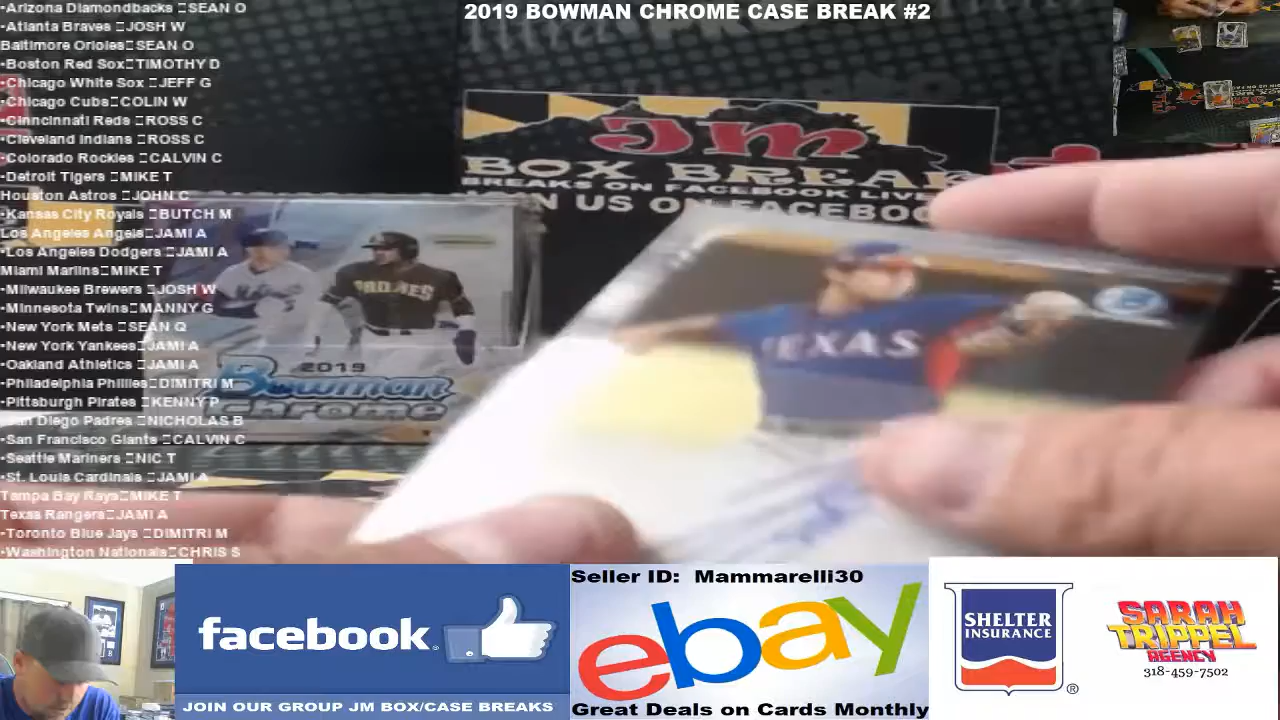 2019 BOWMAN CHROME CASE BREAK #2
•Arizona Diamondbacks □SEAN O
•Atlanta Braves □JOSH W
Baltimore Orioles□SEAN O
•Boston Red Sox□TIMOTHY D
•Chicago White Sox □JEFF G
•Chicago Cubs□COLIN W
•Cinncinnati Reds □ROSS C
•Cleveland Indians □ROSS C
•Colorado Rockies □CALVIN C
•Detroit Tigers □MIKE T
Houston Astros □JOHN C
•Kansas City Royals □BUTCH M
Los Angeles Angels□JAMI A
•Los Angeles Dodgers □JAMI A
Miami Marlins□MIKE T
•Milwaukee Brewers □JOSH W
•Minnesota Twins□MANNY G
•New York Mets □SEAN O
•New York Yankees□JAMI A
•Oakland Athletics □JAMI A
•Philadelphia Phillies□DIMITRI M
•Pittsburgh Pirates □KENNY P
San Diego Padres □NICHOLAS B
•San Francisco Giants □CALVIN C
•Seattle Mariners □NIC T
•St. Louis Cardinals □JAMI A
Tampa Bay Rays□MIKE T
Texas Rangers□JAMI A
•Toronto Blue Jays □DIMITRI M
•Washington Nationals□CHRIS S
JM
BOX BREAK
BREAKS ON FACEBOOK LIVE
US ON FACEBOO
PADRES
2019
Bowman
Chrome
TEXAS
facebook®
JOIN OUR GROUP JM BOX/CASE BREAKS
Seller ID: Mammarelli30
ebay
Great Deals on Cards Monthly
SHELTER
INSURANCE
®
SARAH
TRIPPEL
AGENCY
318-459-7502